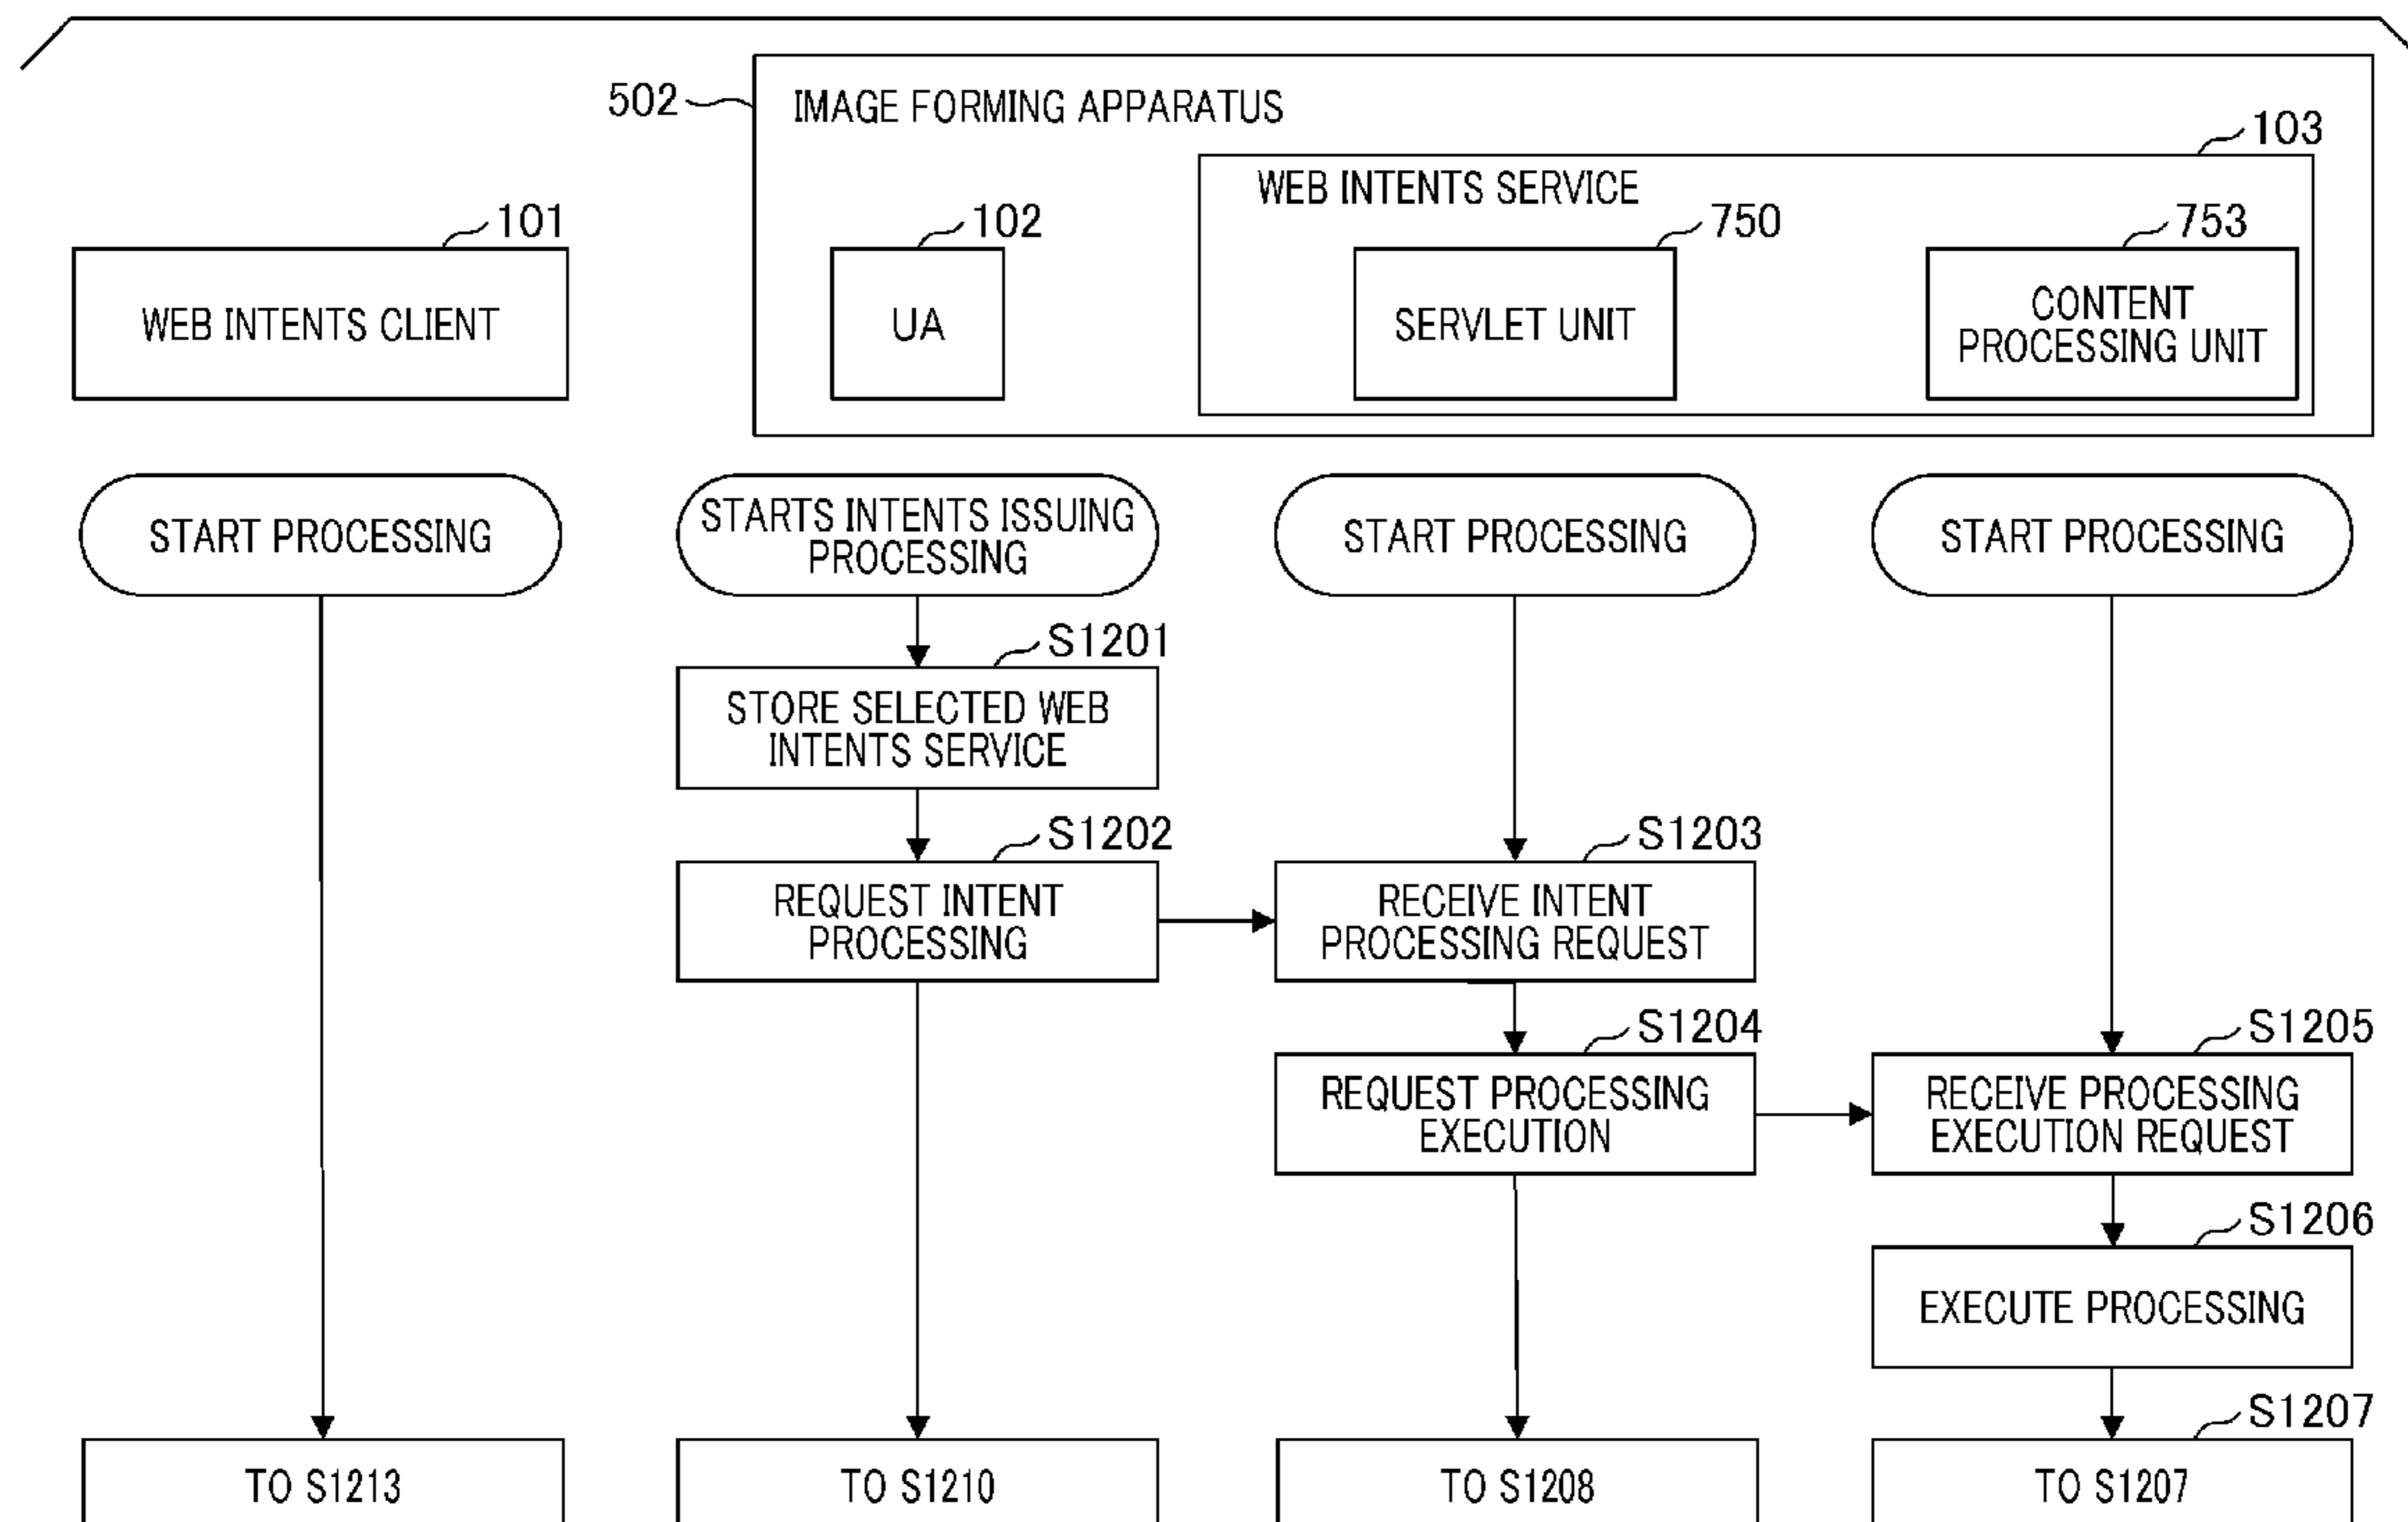 502
IMAGE FORMING APPARATUS
103
WEB INTENTS SERVICE
101
102
750
753
WEB INTENTS CLIENT
UA
SERVLET UNIT
CONTENT
PROCESSING UNIT
START PROCESSING
STARTS INTENTS ISSUING
PROCESSING
START PROCESSING
START PROCESSING
S1201
STORE SELECTED WEB
INTENTS SERVICE
S1202
S1203
REQUEST INTENT
PROCESSING
RECEIVE INTENT
PROCESSING REQUEST
S1204
S1205
REQUEST PROCESSING
EXECUTION
RECEIVE PROCESSING
EXECUTION REQUEST
S1206
EXECUTE PROCESSING
S1207
TO S1213
TO S1210
TO S1208
TO S1207